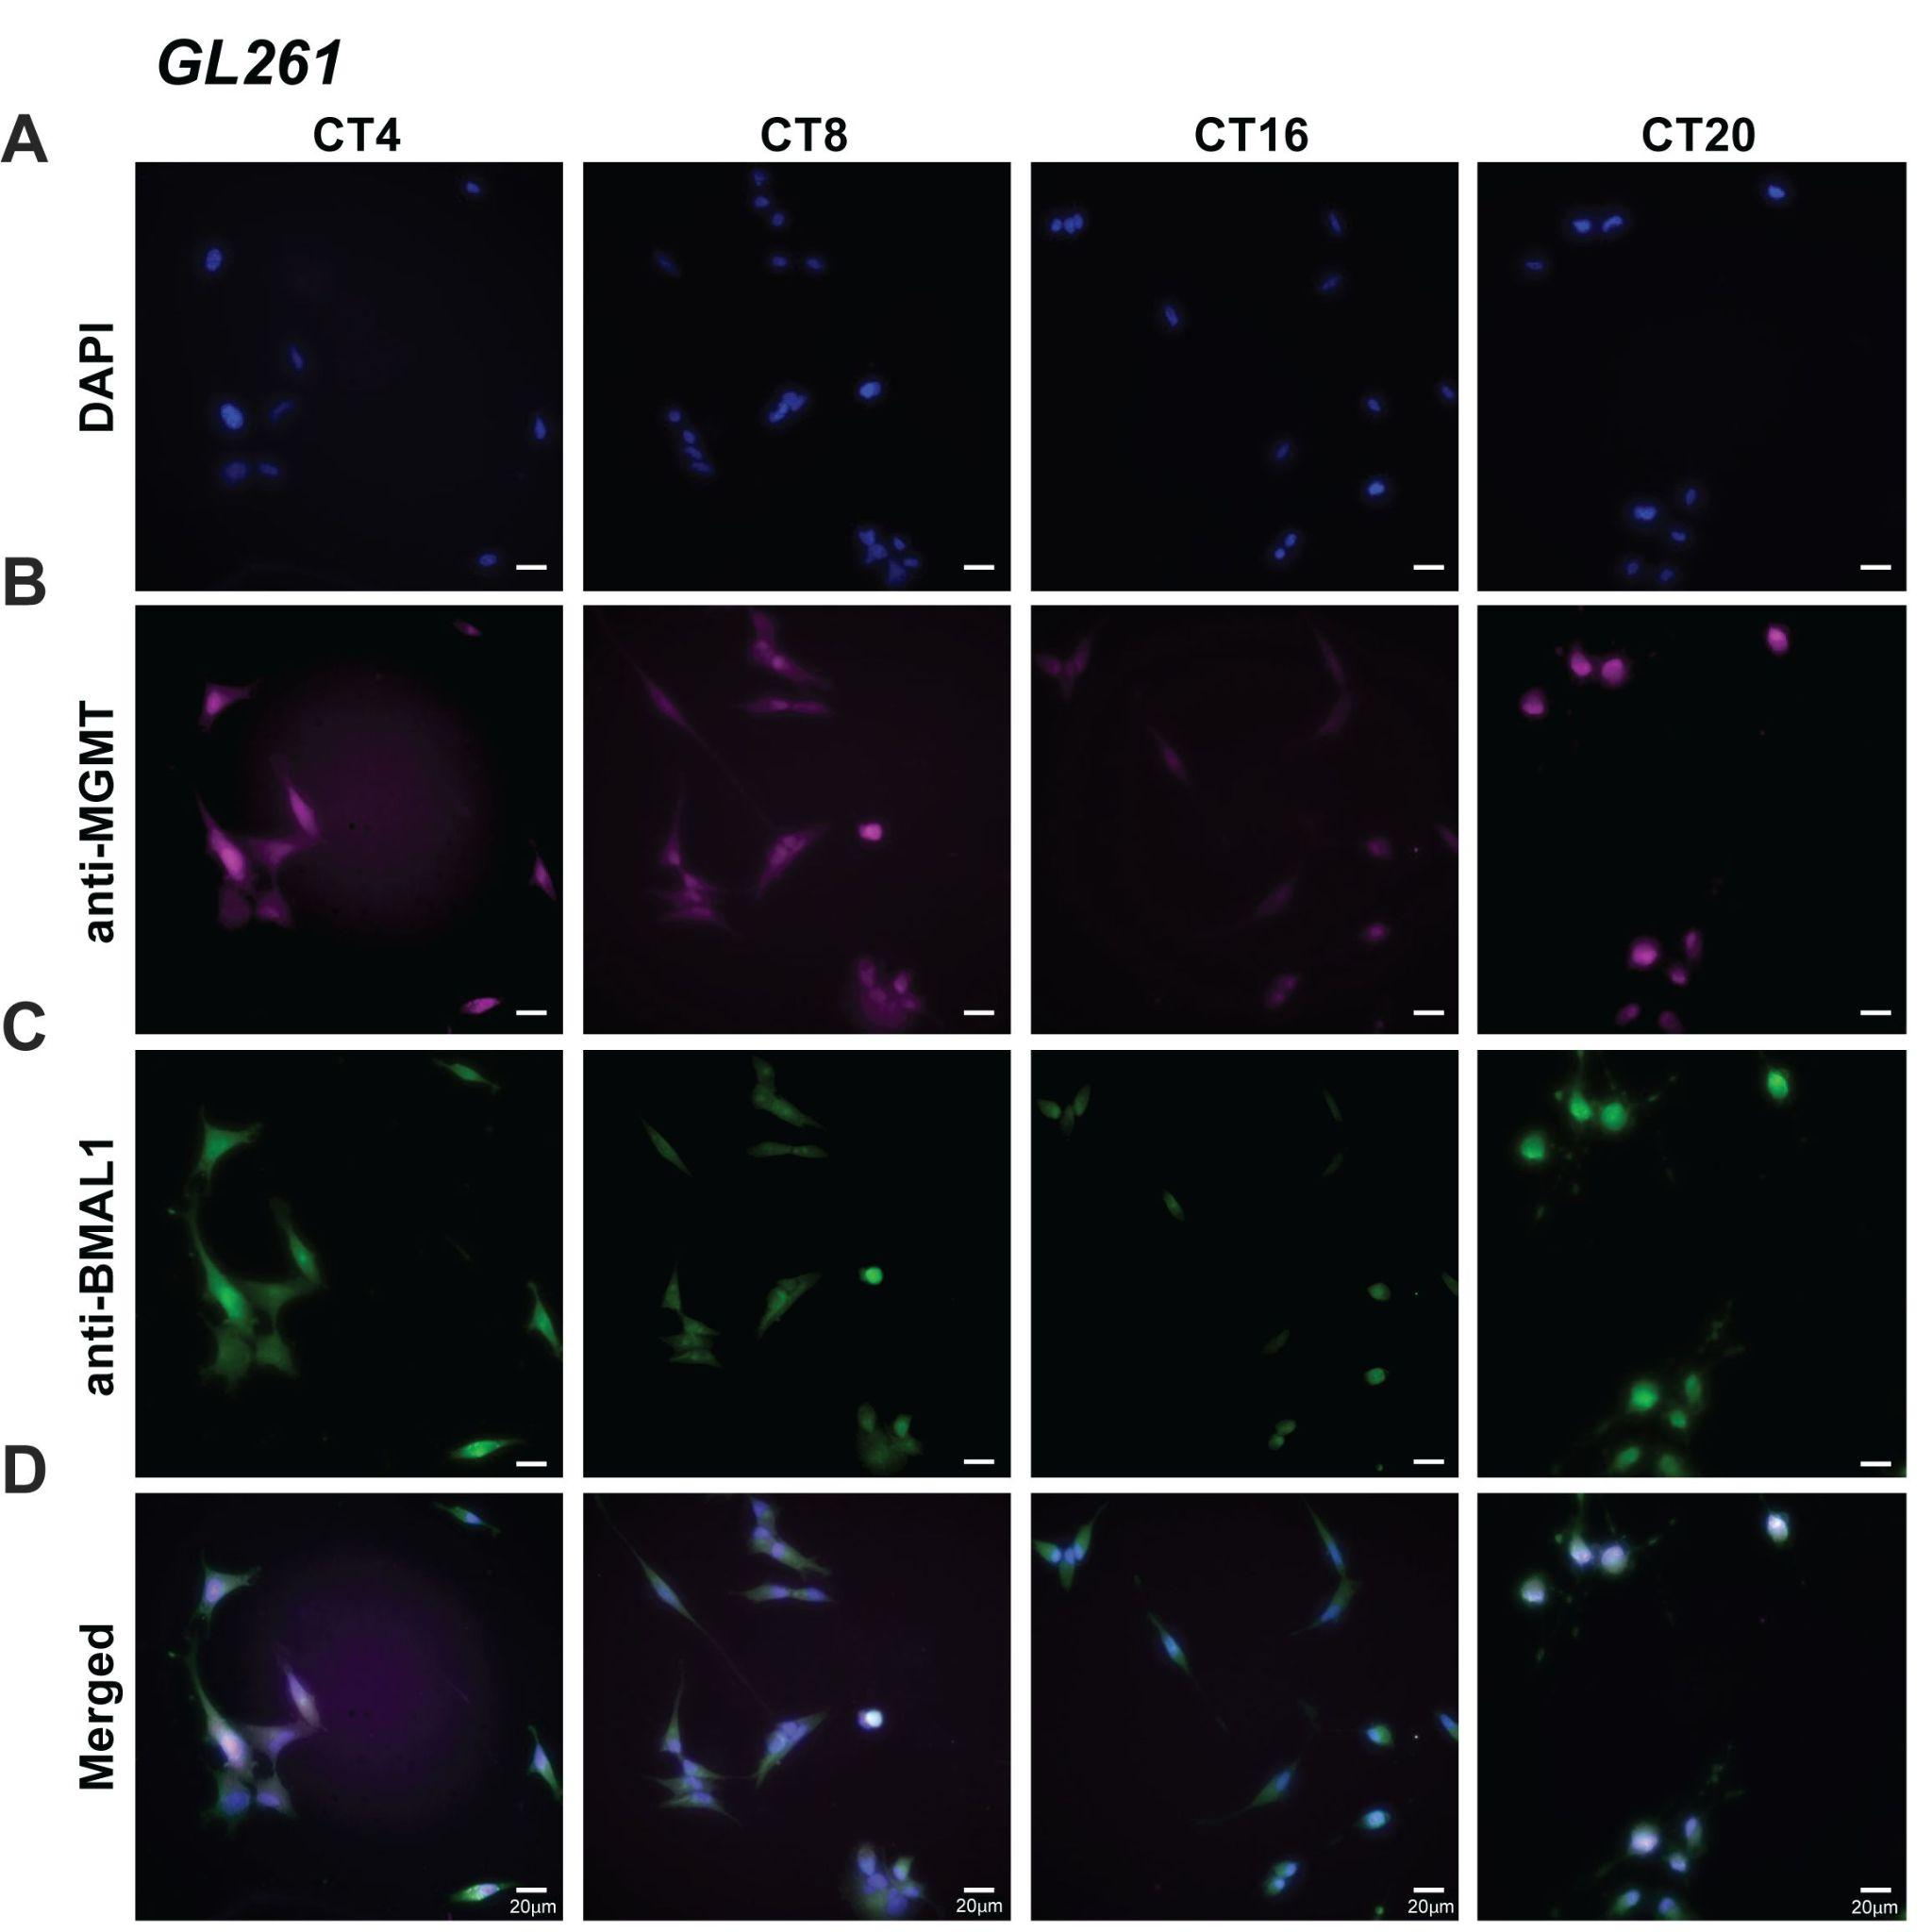 GL261
A
CT4 CT8 CT16 CT20
DAPI
B
anti-MGMT
C
anti-BMAL1
D
Merged
20µm 20µm 20µm 20µm